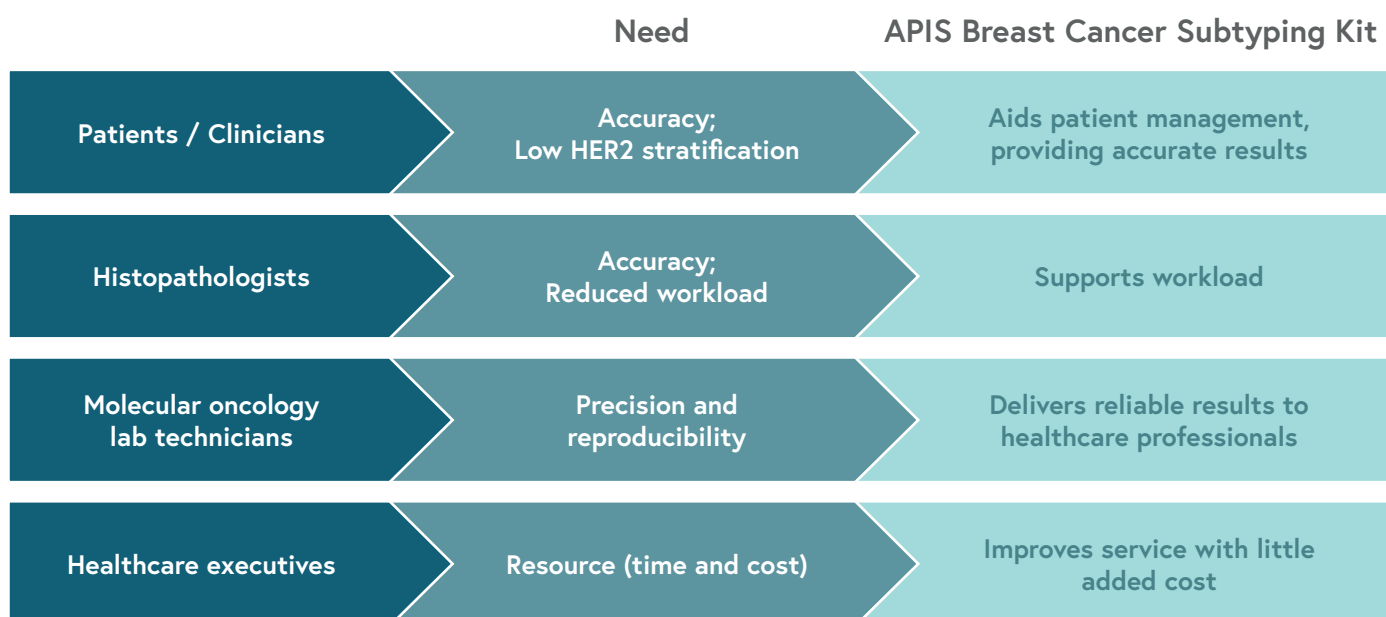 Need
APIS Breast Cancer Subtyping Kit
Patients / Clinicians
Accuracy;
Low HER2 stratification
Aids patient management,
providing accurate results
Histopathologists
Accuracy;
Reduced workload
Supports workload
Molecular oncology
lab technicians
Precision and
reproducibility
Delivers reliable results to
healthcare professionals
Healthcare executives
Resource (time and cost)
Improves service with little
added cost